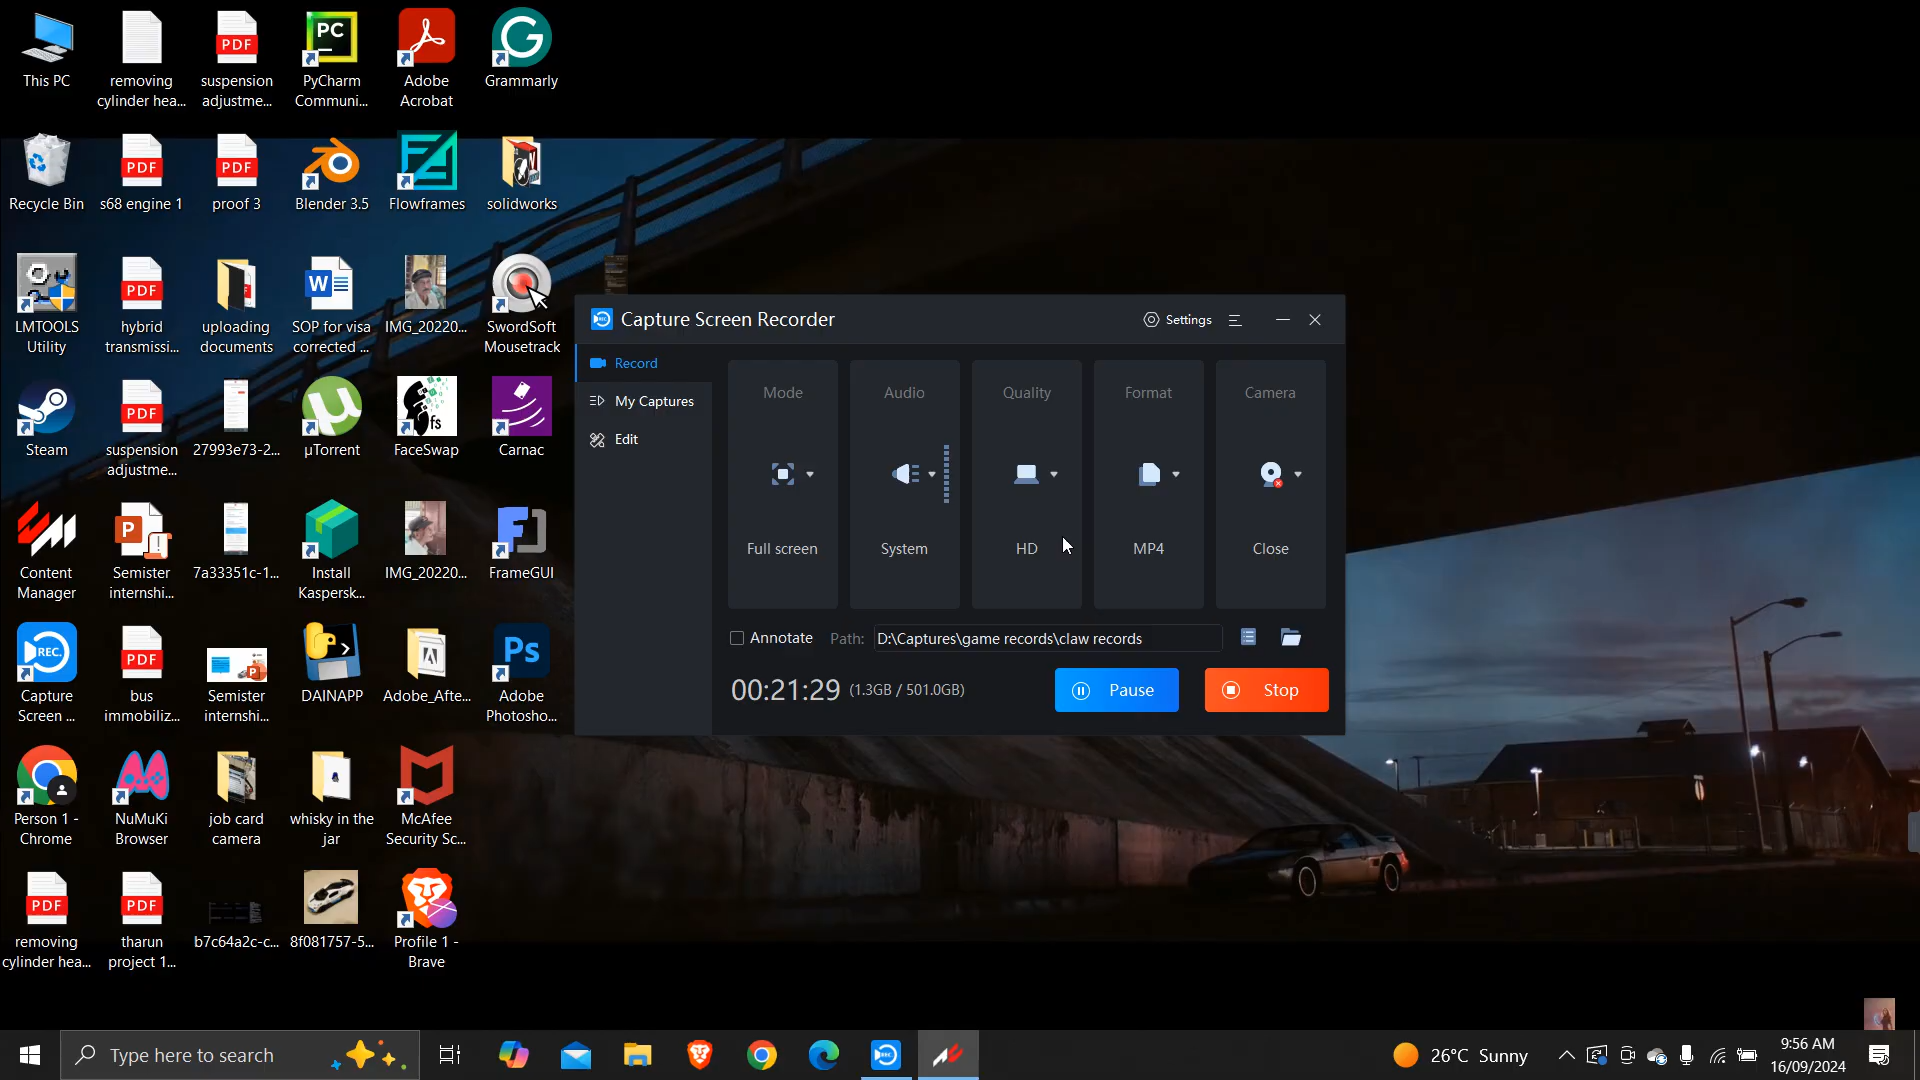 This PC
removing
cylinder hea...
suspension
adjustme...
PyCharm
Communi...
Adobe
Acrobat
Grammarly
Recycle Bin
s68 engine 1
proof 3
Blender 3.5
Flowframes
solidworks
LMTOOLS
Utility
hybrid
transmissi...
uploading
documents
SOP for visa
corrected ...
IMG_20220...
SwordSoft
Mousetrack
Steam
suspension
adjustme...
27993e73-2...
µTorrent
FaceSwap
Carnac
Content
Manager
Semister
internshi...
7a33351c-1...
Install
Kaspersk...
IMG_20220...
FrameGUI
Capture
Screen ...
bus
immobiliz...
Semister
internshi...
DAINAPP
Adobe_Afte...
Adobe
Photosho...
Person 1 -
Chrome
NuMuKi
Browser
job card
camera
whisky in the
jar
McAfee
Security Sc...
removing
cylinder hea...
tharun
project 1...
b7c64a2c-c...
8f081757-5...
Profile 1 -
Brave
Capture Screen Recorder
Settings
Record
My Captures
Edit
Mode
Audio
Quality
Format
Camera
Full screen
System
HD
MP4
Close
Annotate
Path:
D:\Captures\game records\claw records
00:21:29 (1.3GB / 501.0GB)
Pause
Stop
Type here to search
26°C Sunny
9:56 AM
16/09/2024